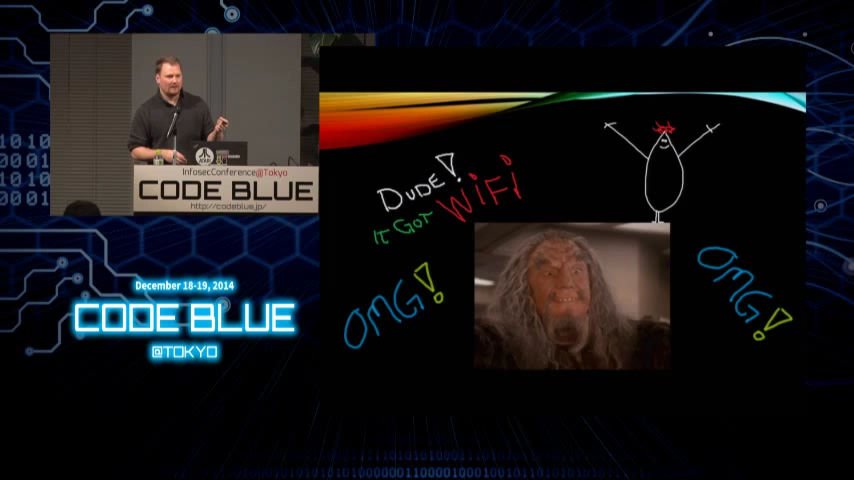 InfosecConference@Tokyo
CODE BLUE
http://codeblue.jp/
ATARI
December 18-19, 2014
CODE BLUE
@TOKYO
DUDE!
IT GOT WiFi
OMG!
OMG!